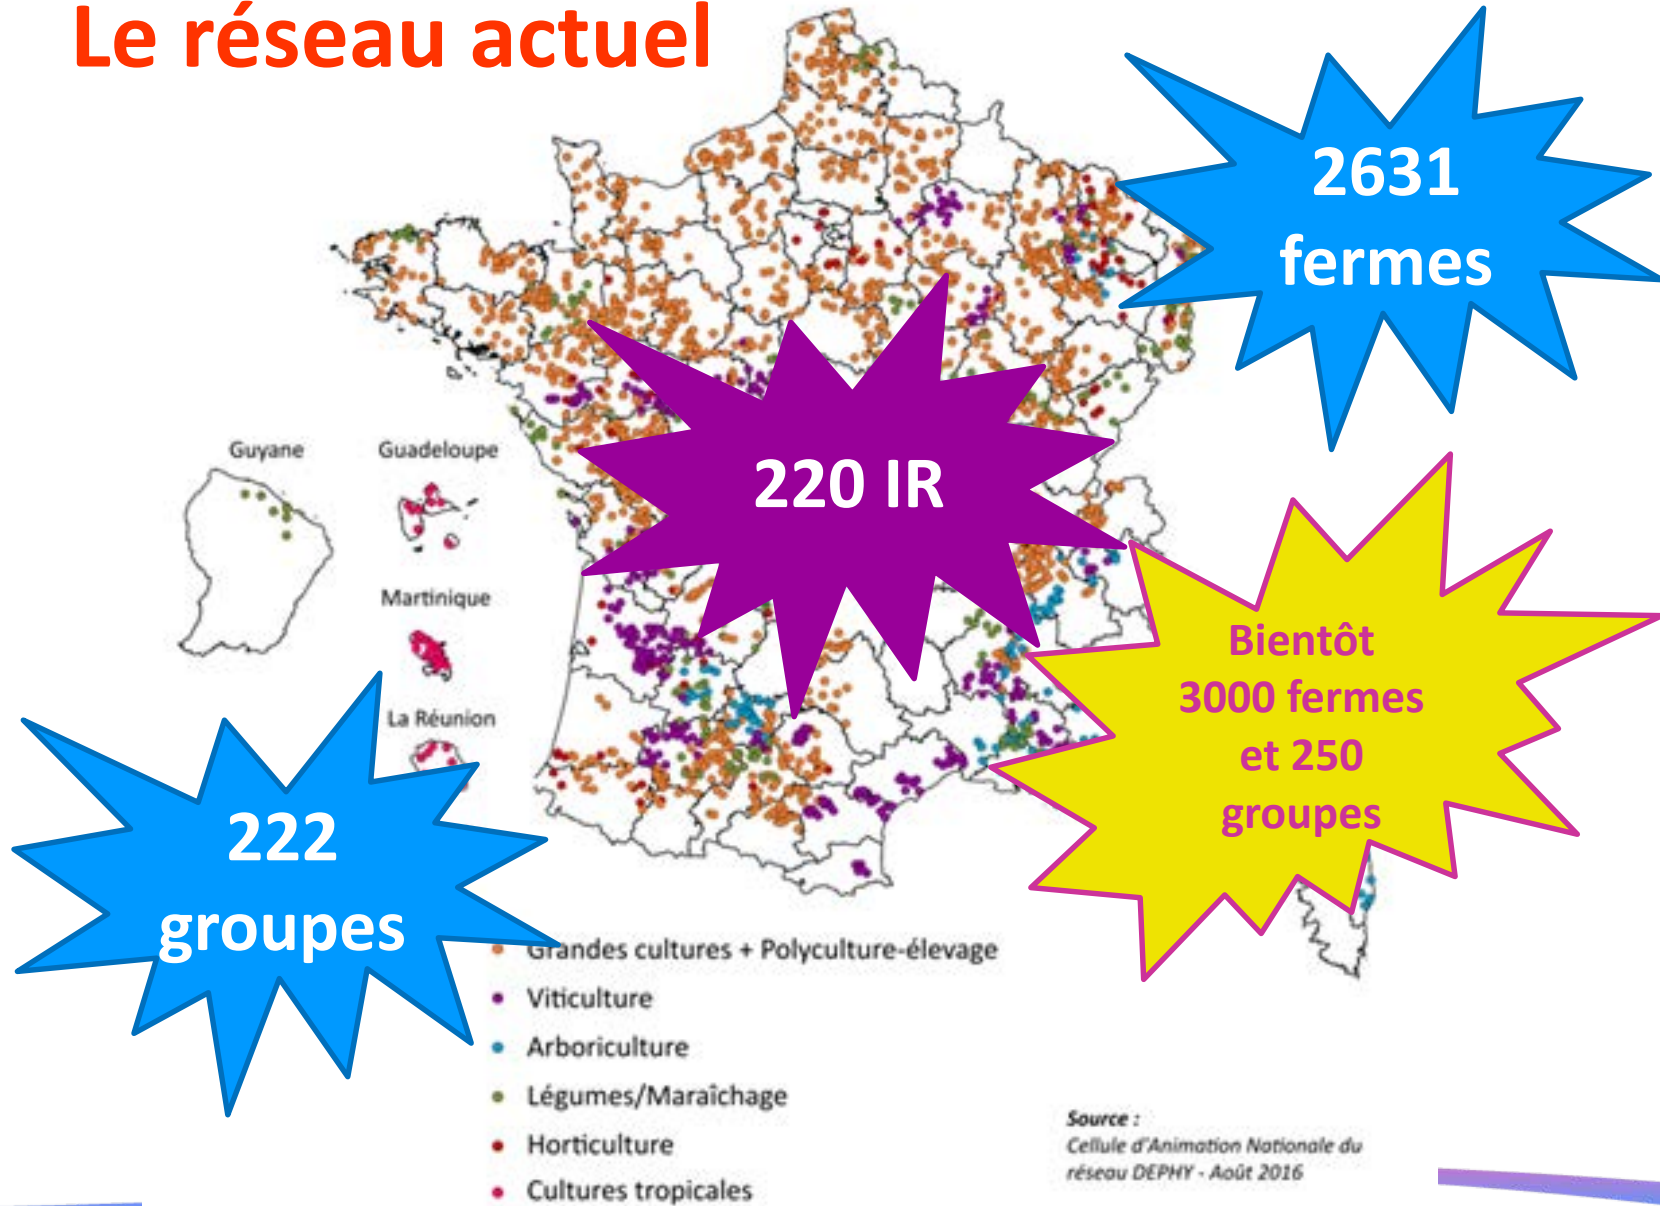 Le réseau actuel
2631
fermes
220 IR
Guyane
Guadeloupe
Martinique
La Réunion
Bientôt
3000 fermes
et 250
groupes
222
groupes
Grandes cultures + Polyculture-élevage
Viticulture
Arboriculture
Légumes/Maraîchage
Horticulture
Cultures tropicales
Source :
Cellule d'Animation Nationale du
réseau DEPHY - Août 2016